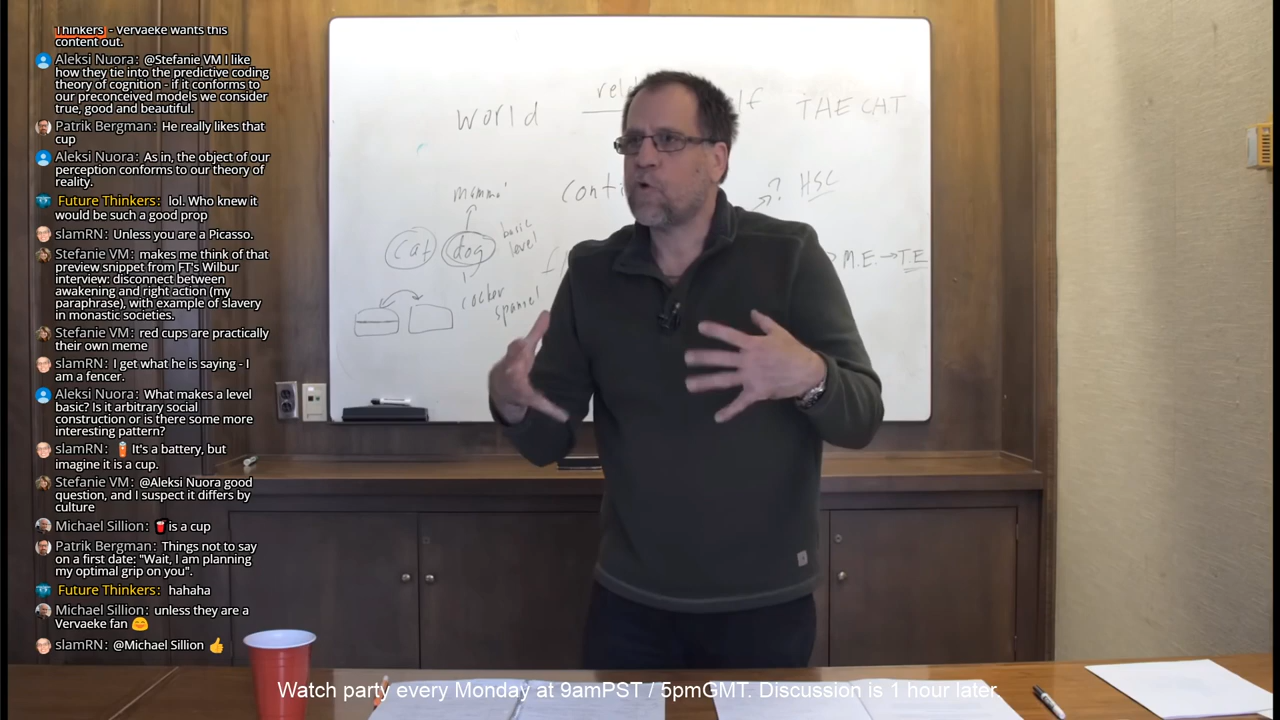 Thinkers - Vervaeke wants this
content out.
Aleksi Nuora: @Stefanie VM I like
how they tie into the predictive coding
theory of cognition - if it conforms to
our preconceived models we consider
true, good and beautiful.
Patrik Bergman: He really likes that
cup
Aleksi Nuora: As in, the object of our
perception conforms to our theory of
reality.
Future Thinkers: lol. Who knew it
would be such a good prop
slamRN: Unless you are a Picasso.
Stefanie VM: makes me think of that
preview snippet from FT's Wilbur
interview: disconnect between
awakening and right action (my
paraphrase), with example of slavery
in monastic societies.
Stefanie VM: red cups are practically
their own meme
slamRN: I get what he is saying - I
am a fencer.
Aleksi Nuora: What makes a level
basic? Is it arbitrary social
construction or is there some more
interesting pattern?
slamRN: It's a battery, but
imagine it is a cup.
Stefanie VM: @Aleksi Nuora good
question, and I suspect it differs by
culture
Michael Sillion: is a cup
Patrik Bergman: Things not to say
on a first date: "Wait, I am planning
my optimal grip on you".
Future Thinkers: hahaha
Michael Sillion: unless they are a
Vervaeke fan 😊
slamRN: @Michael Sillion 👍
world rel lf THE CAT
conti ? HSC
cat dog basic
level
M.E. → T.E
cocker
spaniel
Watch party every Monday at 9amPST / 5pmGMT. Discussion is 1 hour later.